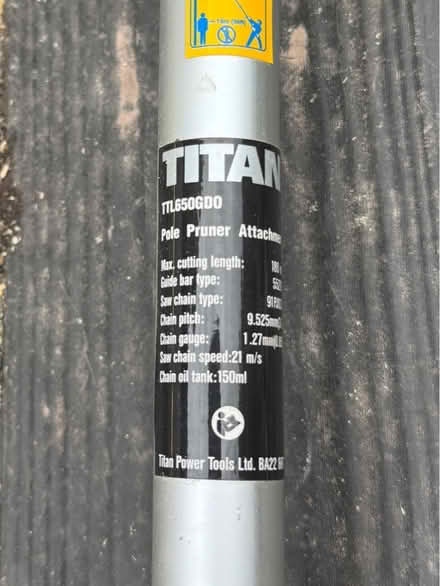 TITAN
TTL650GDO
Pole Pruner
Max. cutting length:
Guide bar type:
Saw chain type:
Chain pitch: 9.525mm
Chain gauge: 1.27mm
Saw chain speed:21 m/s
Chain oil tank:150ml
Titan Power Tools Ltd. BA22